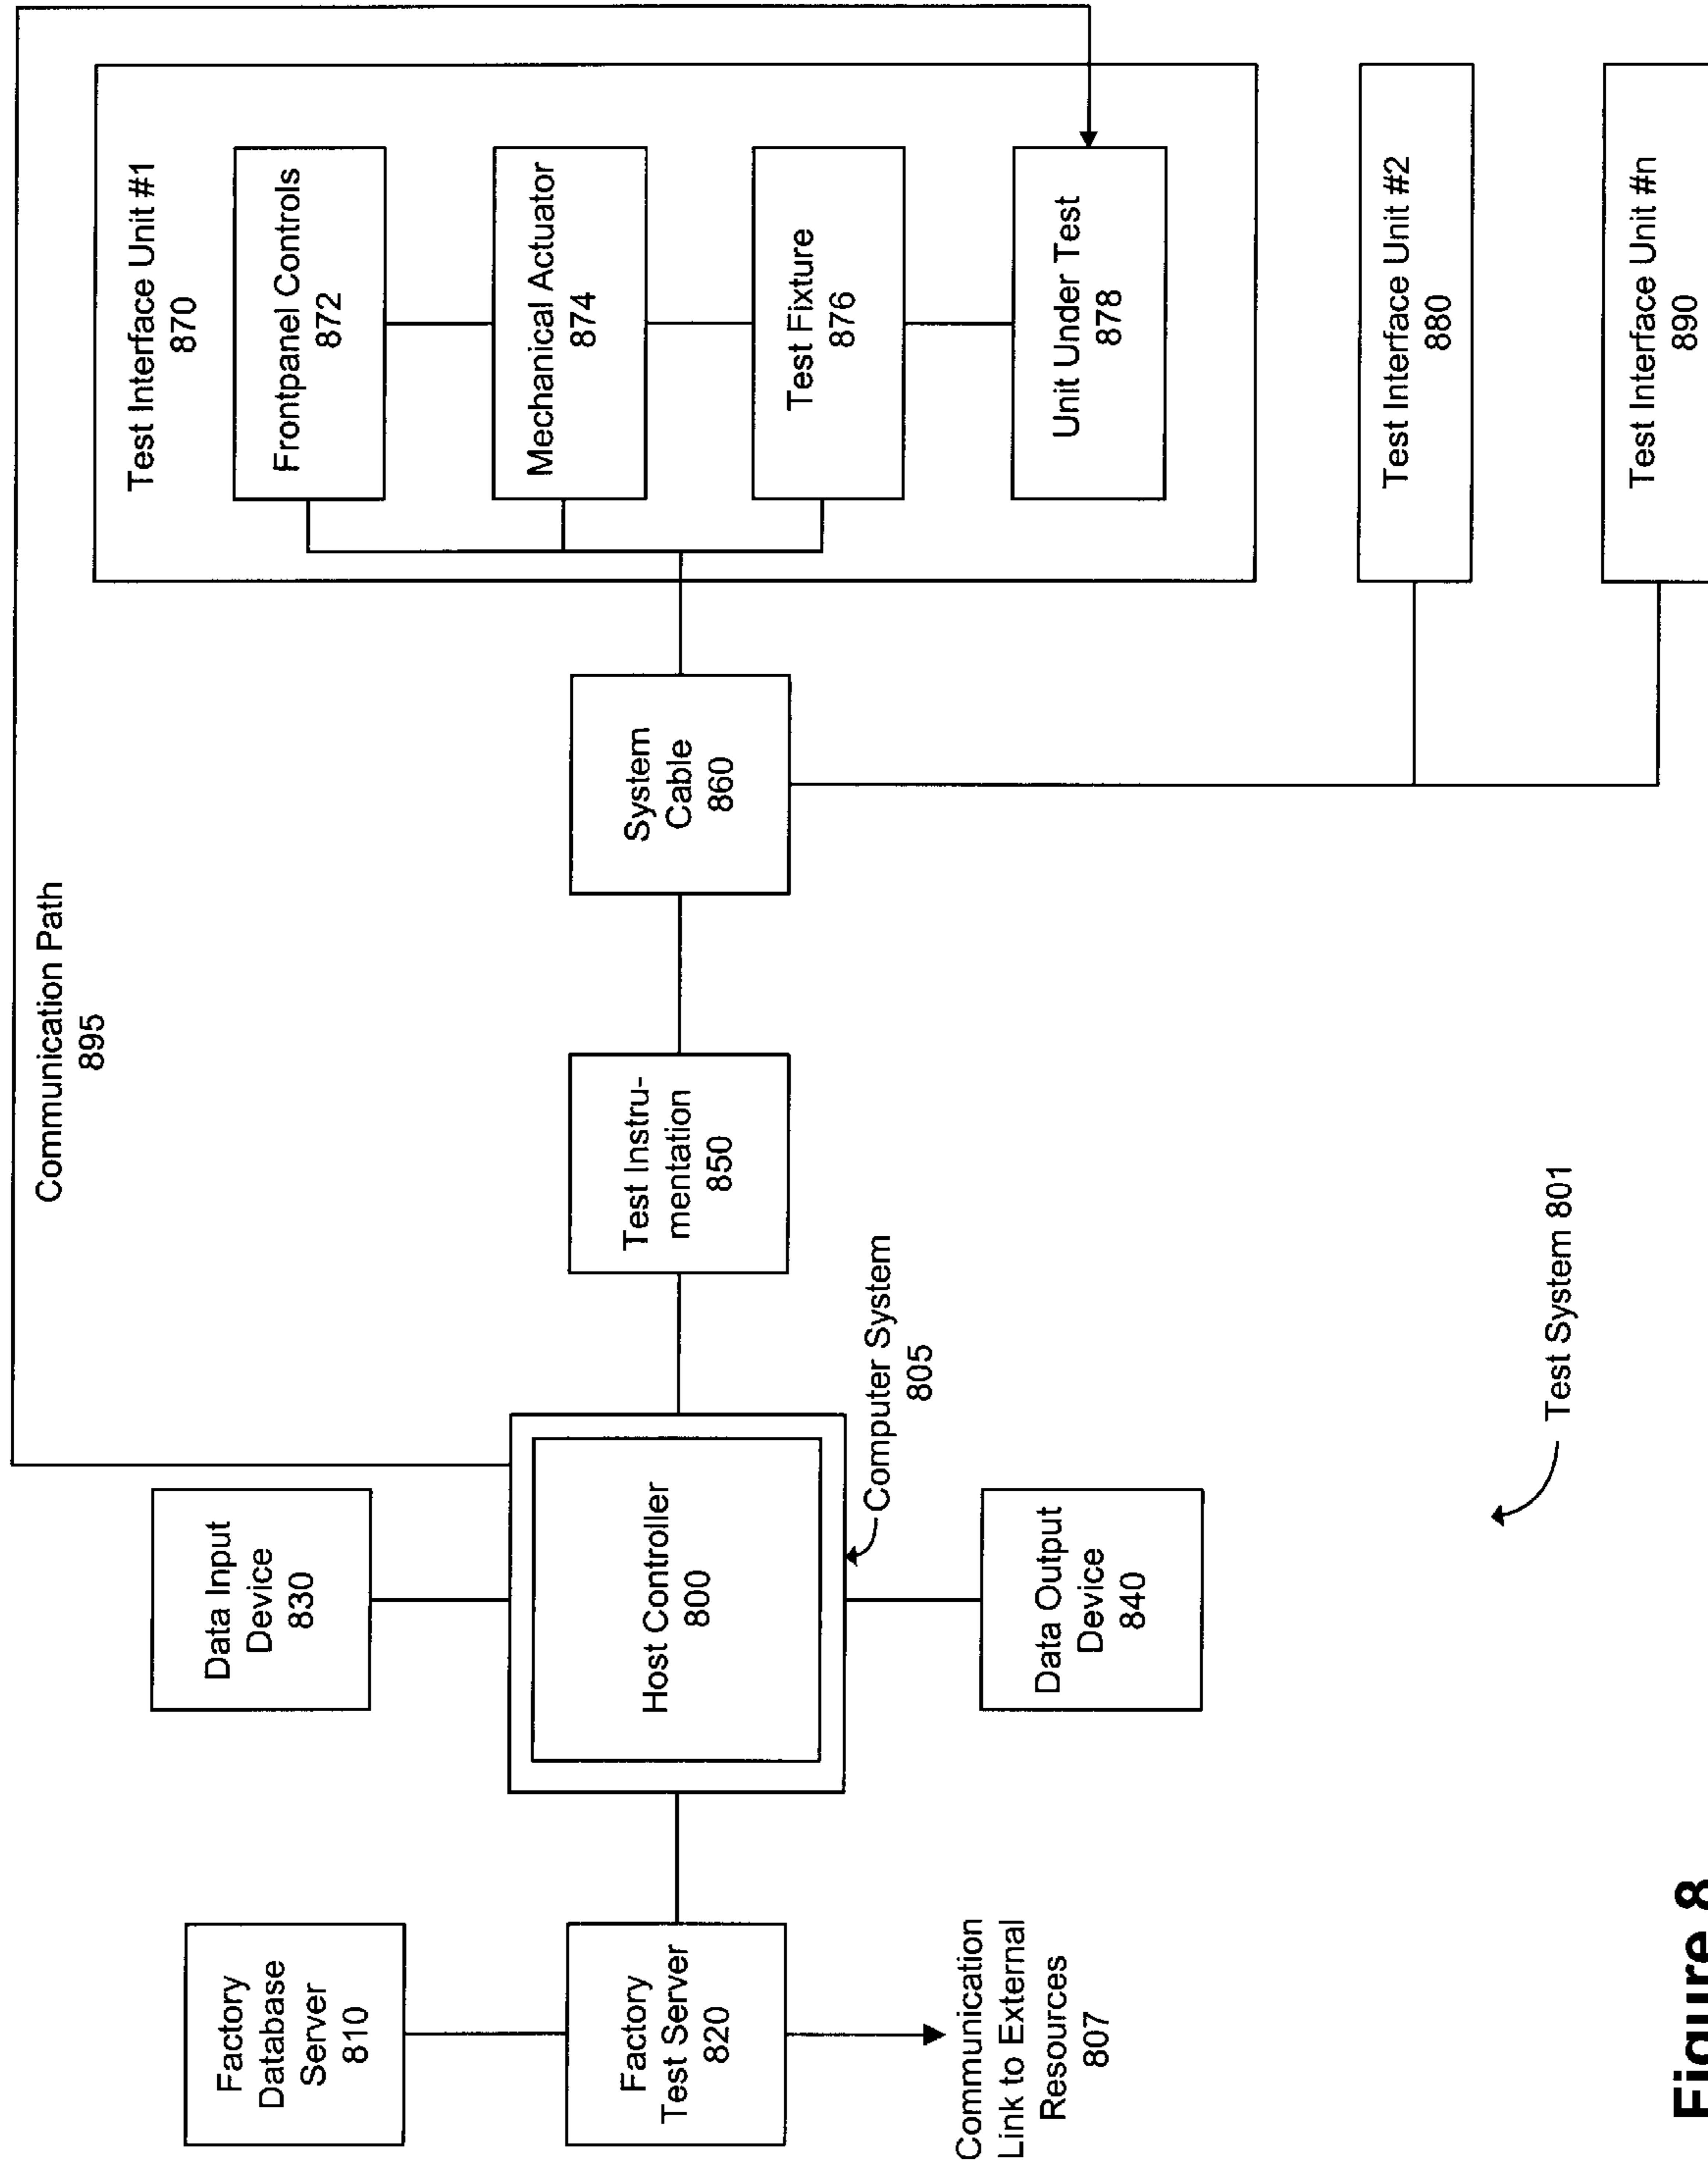 Communication Path
895
Factory
Database
Server
810
Data Input
Device
830
Test Interface Unit #1
870
Frontpanel Controls
872
Mechanical Actuator
874
Factory
Test Server
820
Host Controller
800
Test Instru-
mentation
850
System
Cable
860
Test Fixture
876
Computer System
805
Communication
Link to External
Resources
807
Data Output
Device
840
Unit Under Test
878
Test Interface Unit #2
880
Test System 801
Test Interface Unit #n
890
Figure 8